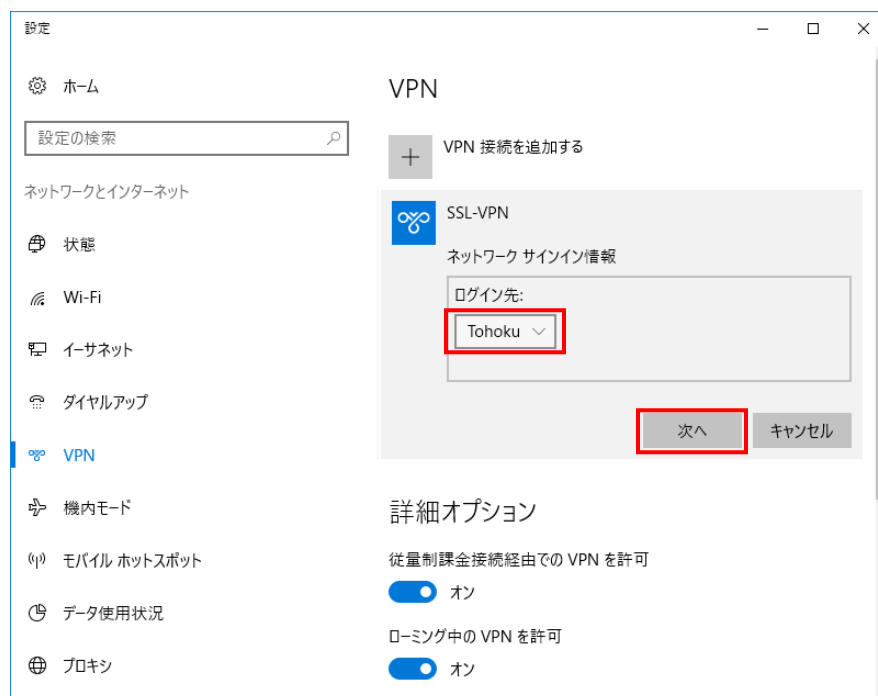 設定
ホーム
設定の検索
ネットワークとインターネット
状態
Wi-Fi
イーサネット
ダイヤルアップ
VPN
機内モード
モバイル ホットスポット
データ使用状況
プロキシ
VPN
VPN 接続を追加する
SSL-VPN
ネットワーク サインイン情報
ログイン先:
Tohoku
次へ
キャンセル
詳細オプション
従量制課金接続経由での VPN を許可
オン
ローミング中の VPN を許可
オン